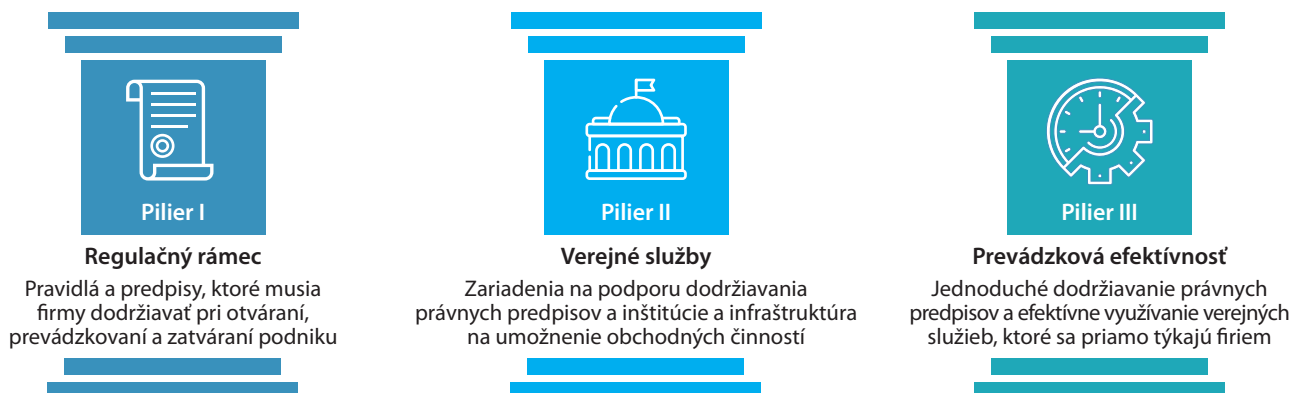 Pilier I
Regulačný rámec
Pravidlá a predpisy, ktoré musia
firmy dodržiavať pri otváraní,
prevádzkovaní a zatváraní podniku
Pilier II
Verejné služby
Zariadenia na podporu dodržiavania
právnych predpisov a inštitúcie a infraštruktúra
na umožnenie obchodných činností
Pilier III
Prevádzková efektívnosť
Jednoduché dodržiavanie právnych
predpisov a efektívne využívanie verejných
služieb, ktoré sa priamo týkajú firiem